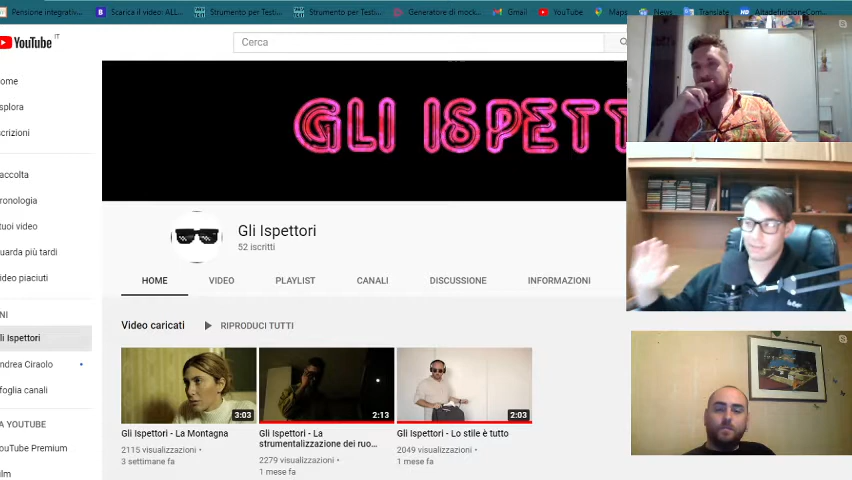 Pensione integrativ...
Scarica il video: ALL...
Strumento per Testi...
Strumento per Testi...
Generatore di mock...
Gmail
YouTube
Maps
News
Translate
AltadefinizioneCom...
YouTube IT
Cerca
ome
splora
scrizioni
accolta
ronologia
tuoi video
uarda più tardi
ideo piaciuti
NI
li Ispettori
ndrea Ciraolo
foglia canali
A YOUTUBE
ouTube Premium
ilm
GLI ISPETT
Gli Ispettori
52 iscritti
HOME
VIDEO
PLAYLIST
CANALI
DISCUSSIONE
INFORMAZIONI
Video caricati
RIPRODUCI TUTTI
3:03
Gli Ispettori - La Montagna
2115 visualizzazioni •
3 settimane fa
2:13
Gli Ispettori - La
strumentalizzazione dei ruo...
2279 visualizzazioni •
1 mese fa
2:03
Gli Ispettori - Lo stile è tutto
2049 visualizzazioni •
1 mese fa